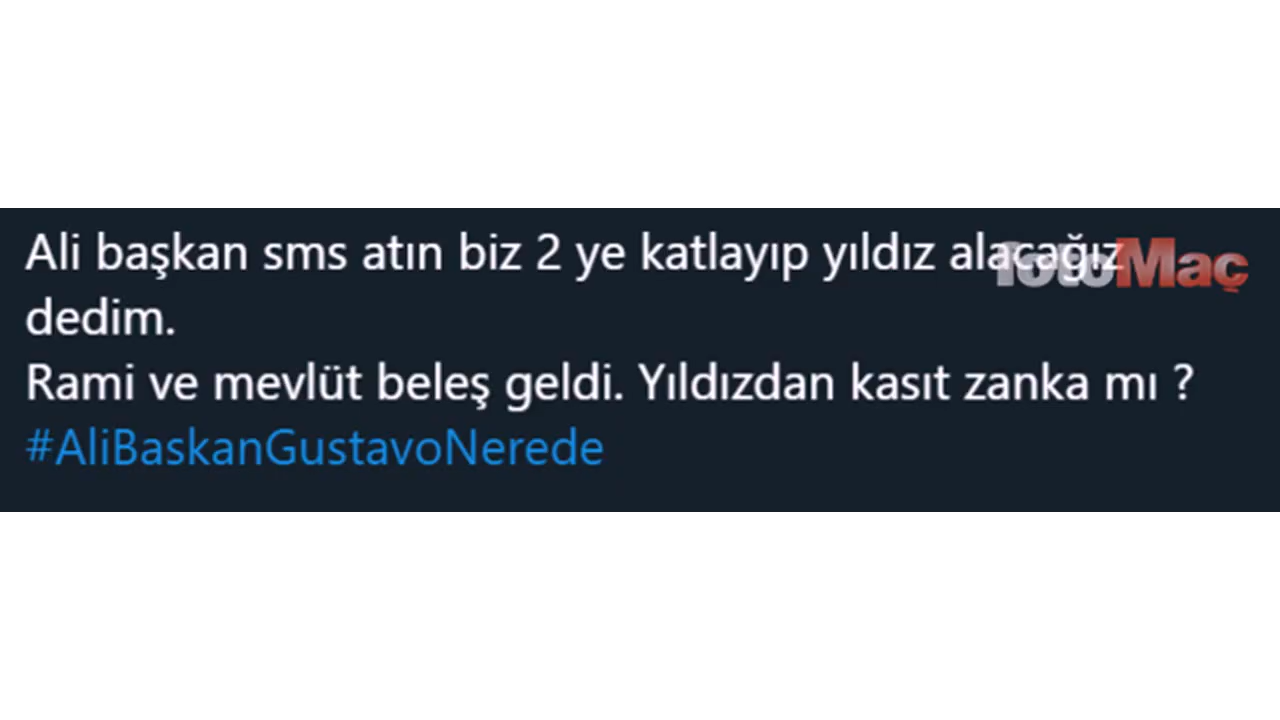 Ali başkan sms atın biz 2 ye katlayıp yıldız alacağız
fotoMaç
dedim.
Rami ve mevlüt beleş geldi. Yıldızdan kasıt zanka mı ?
#AliBaskanGustavoNerede